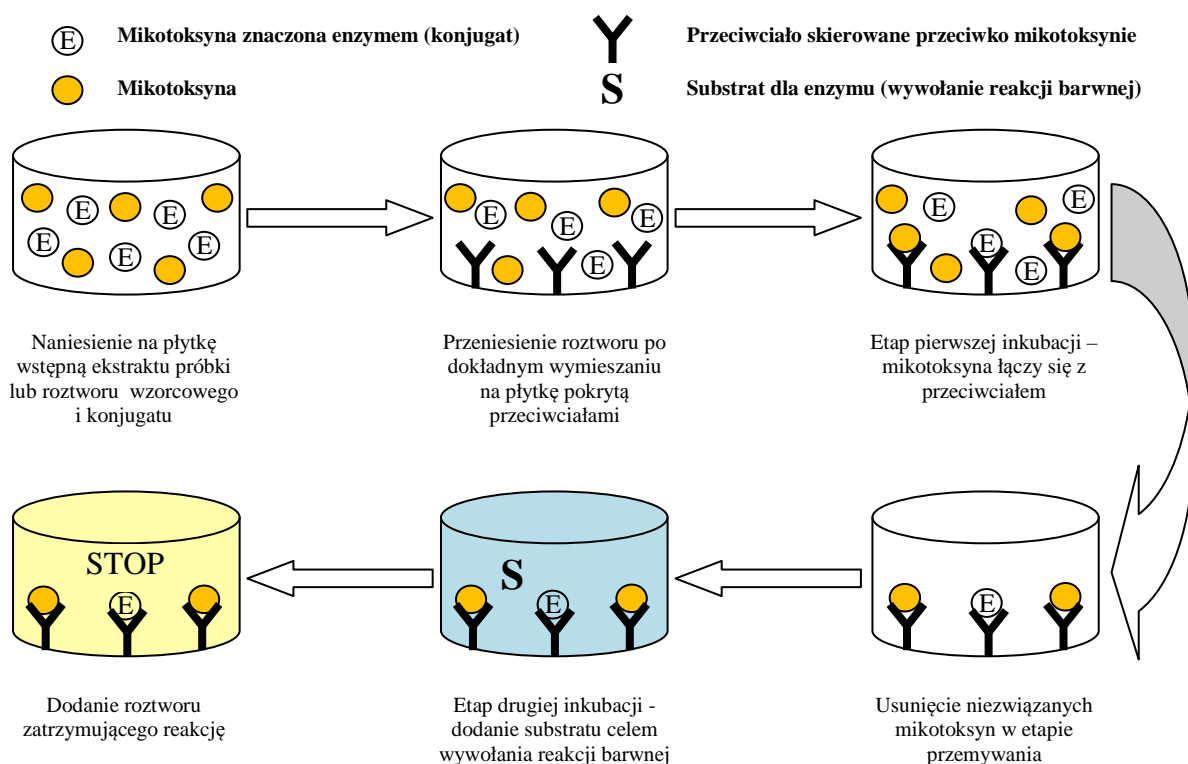 E Mikotoksyna znaczona enzymem (konjugat)
Przeciwciało skierowane przeciwko mikotoksynie
Mikotoksyna
S Substrat dla enzymu (wywołanie reakcji barwnej)
E E
E E E
E E
E
E
E E
E
E
Naniesienie na płytkę
wstępną ekstraktu próbki
lub roztworu wzorcowego
i konjugatu
Przeniesienie roztworu po
dokładnym wymieszaniu
na płytkę pokrytą
przeciwciałami
Etap pierwszej inkubacji –
mikotoksyna łączy się z
przeciwciałem
STOP
E
S
E
E
Dodanie roztworu
zatrzymującego reakcję
Etap drugiej inkubacji -
dodanie substratu celem
wywołania reakcji barwnej
Usunięcie niezwiązanych
mikotoksyn w etapie
przemywania